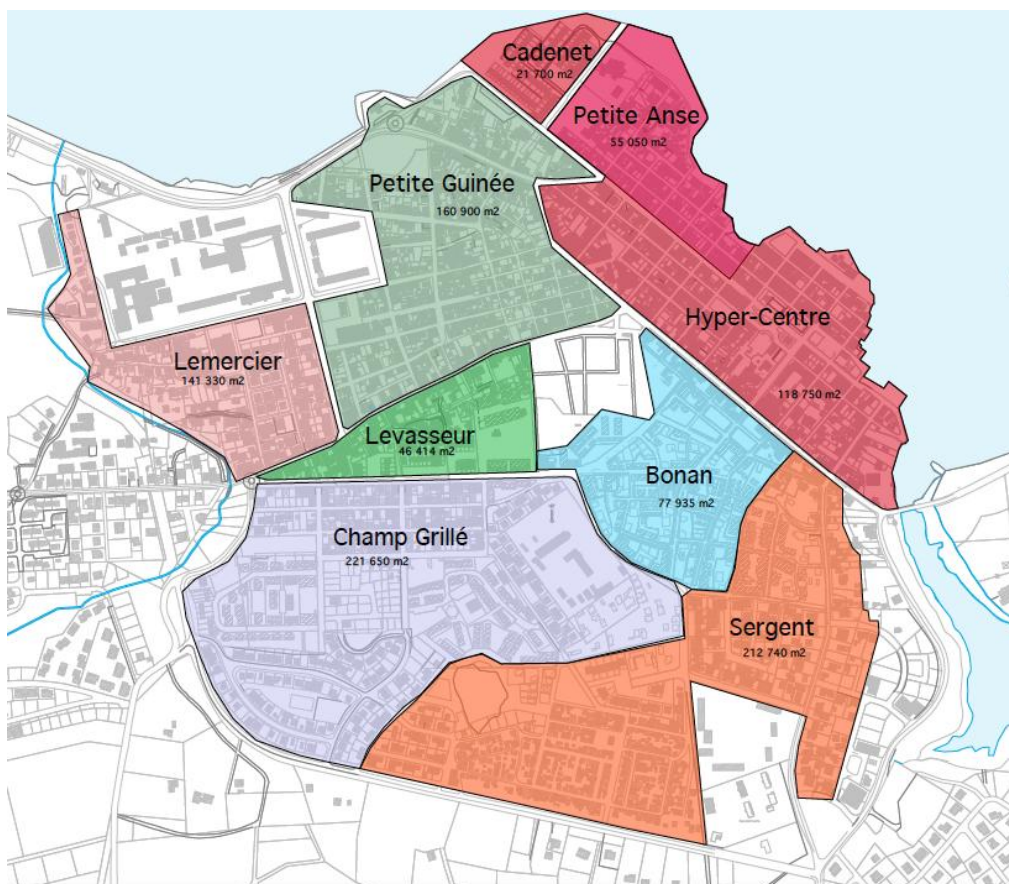 Cadenet
21 700 m2
Petite Anse
55 050 m2
Petite Guinée
160 900 m2
Hyper-Centre
118 750 m2
Lemercier
141 330 m2
Levasseur
46 414 m2
Bonan
77 935 m2
Champ Grillé
221 650 m2
Sergent
212 740 m2